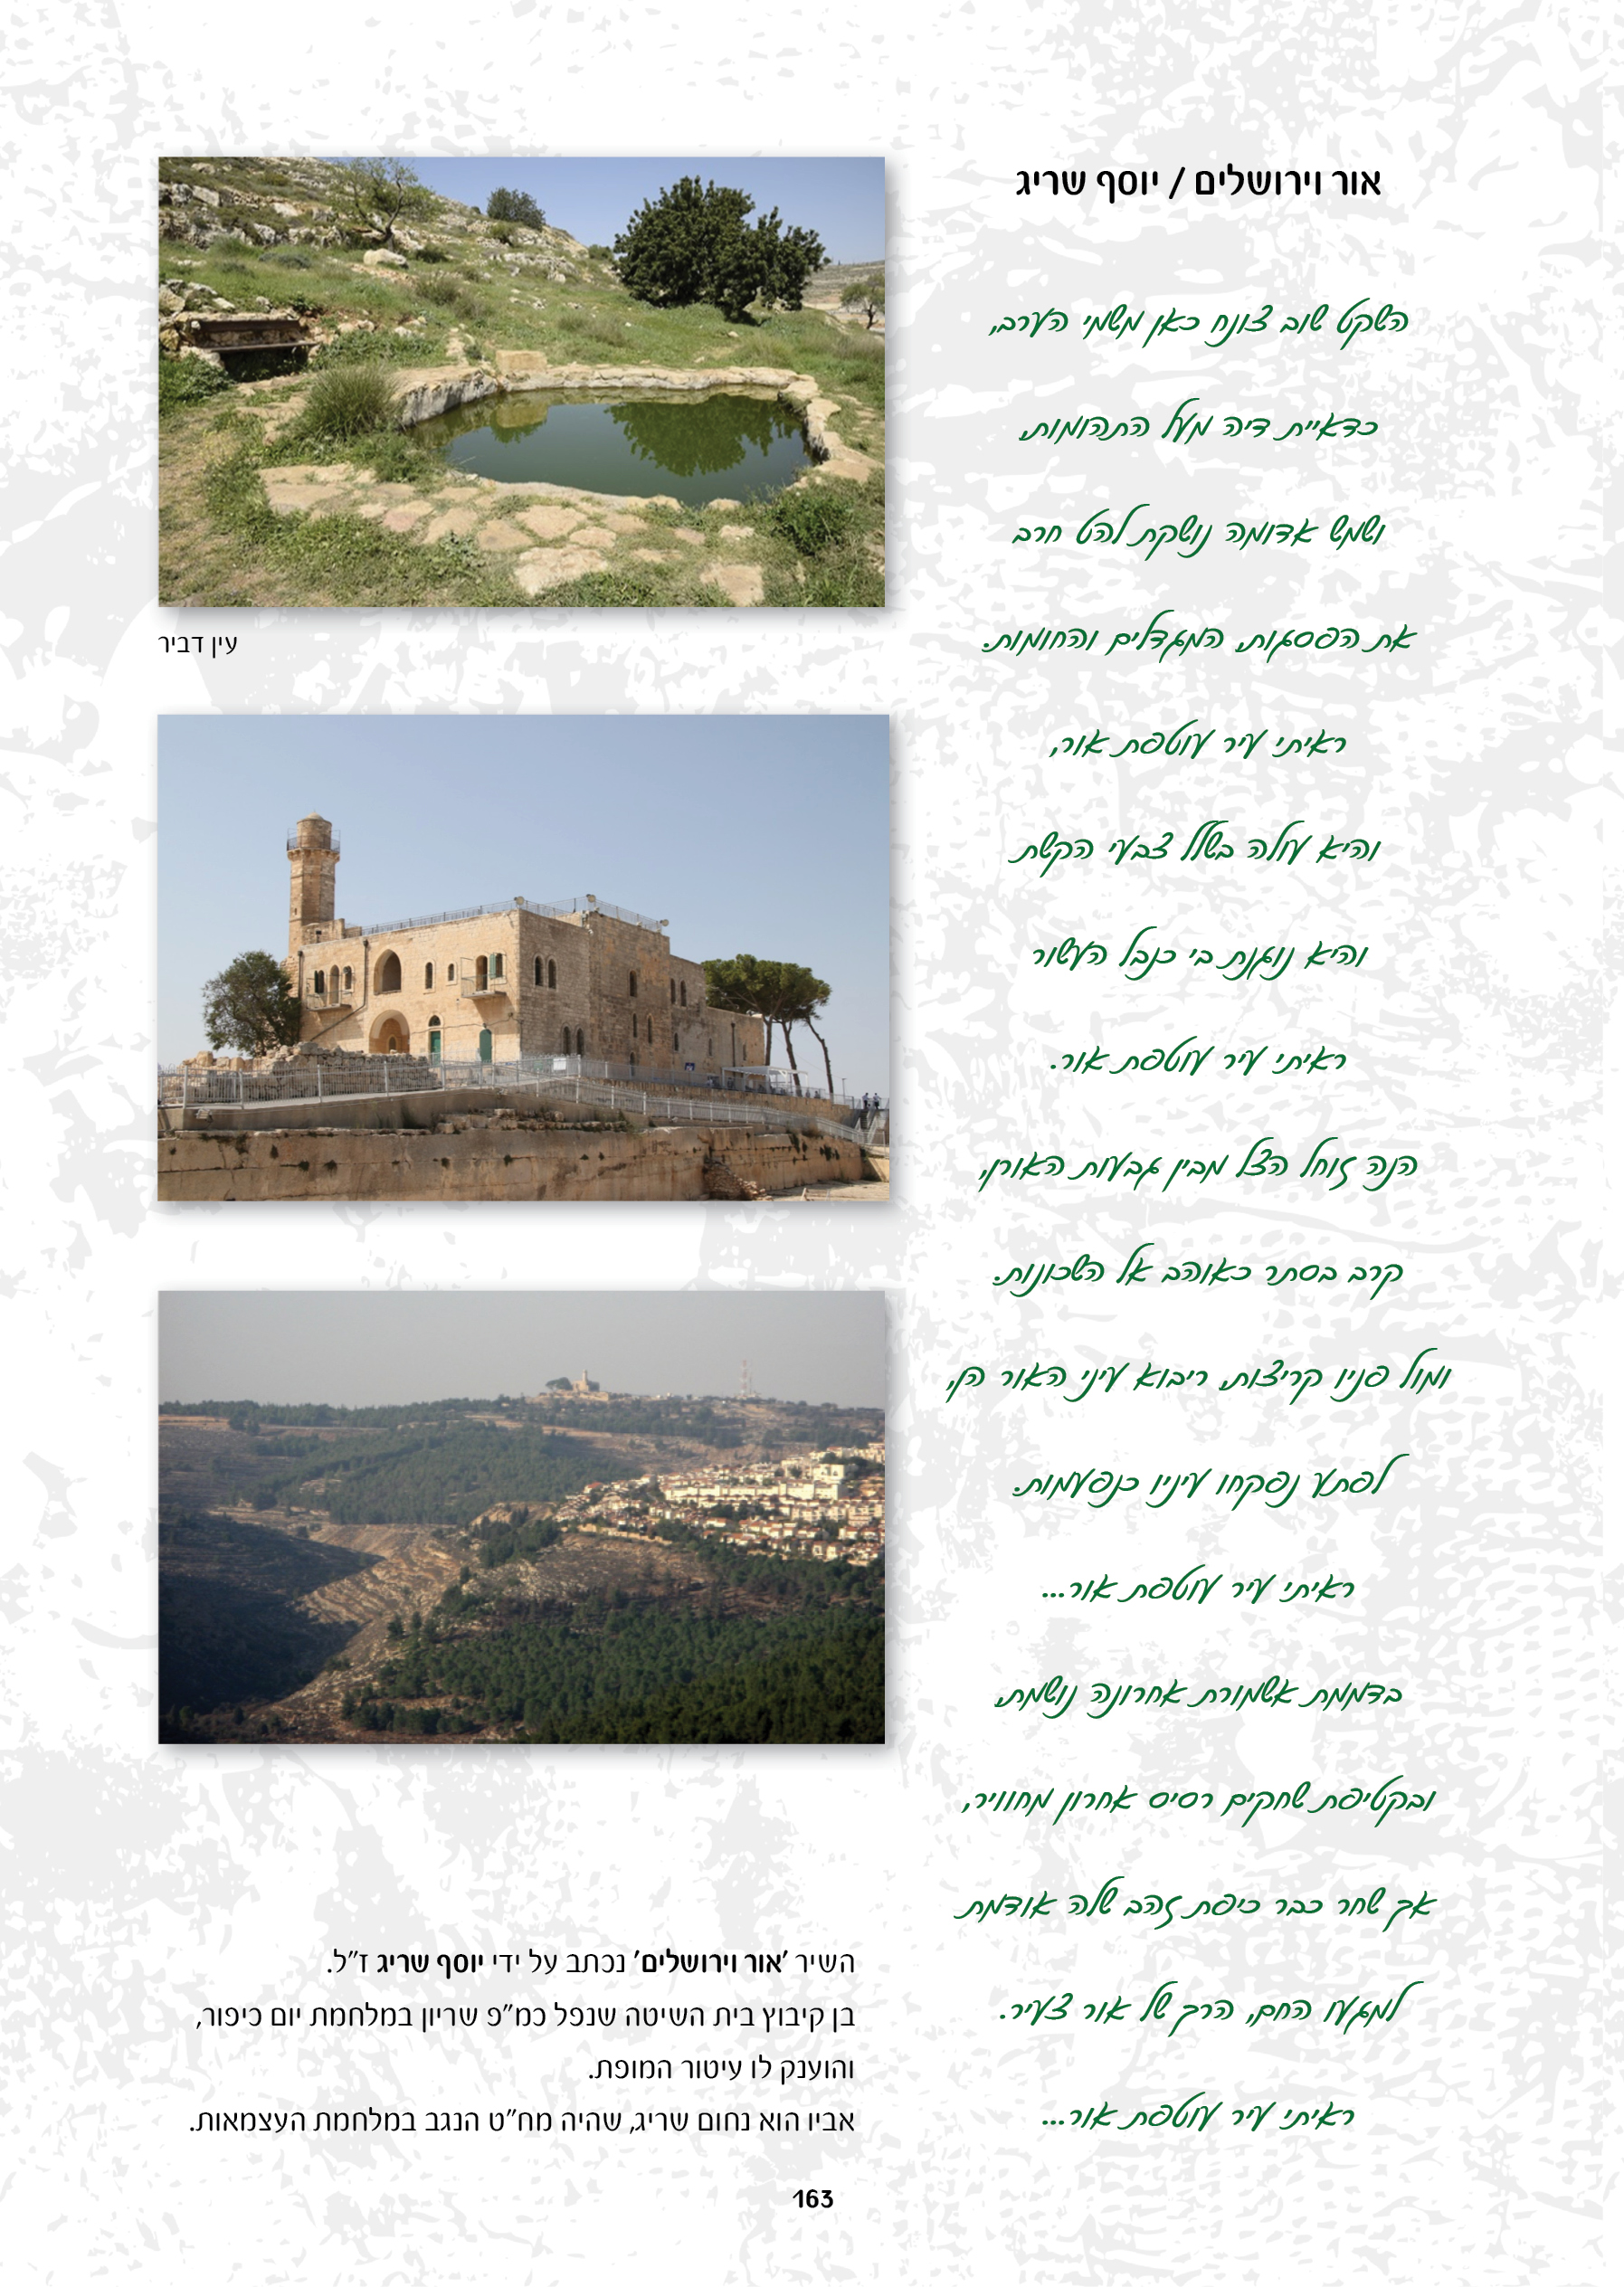 אור וירושלים / יוסף שריג
השקט שוב צונח כאן משמי הערב,
כדאיית דיה מעל התהומות,
ושמש אדומה נושקת להט חרב
את הפסגות, המגדלים והחומות.
ראיתי עיר עוטפת אור,
והיא עולה בשלל צבעי הקשת
והיא נוגנת בי כנבל העשור
ראיתי עיר עוטפת אור.
הנה זוחל הצל מבין גבעות האורן,
קרב בסתר כאוהב אל השכונות.
ומול פניו קריצות, ריבוא עיני האור הן,
לפתע נפקחו עיניו כנפעמות.
ראיתי עיר עוטפת אור...
בדממת אשמורת אחרונה נושמת,
ובקטיפת שחקים רסיס אחרון מחוויר,
אך שחר כבר כיפת זהב שלה אודמת
למגעו החם, הרך של אור צעיר.
ראיתי עיר עוטפת אור...
עין דביר
השיר 'אור וירושלים' נכתב על ידי יוסף שריג ז"ל.
בן קיבוץ בית השיטה שנפל כמ"פ שריון במלחמת יום כיפור,
והוענק לו עיטור המופת.
אביו הוא נחום שריג, שהיה מח"ט הנגב במלחמת העצמאות.
163